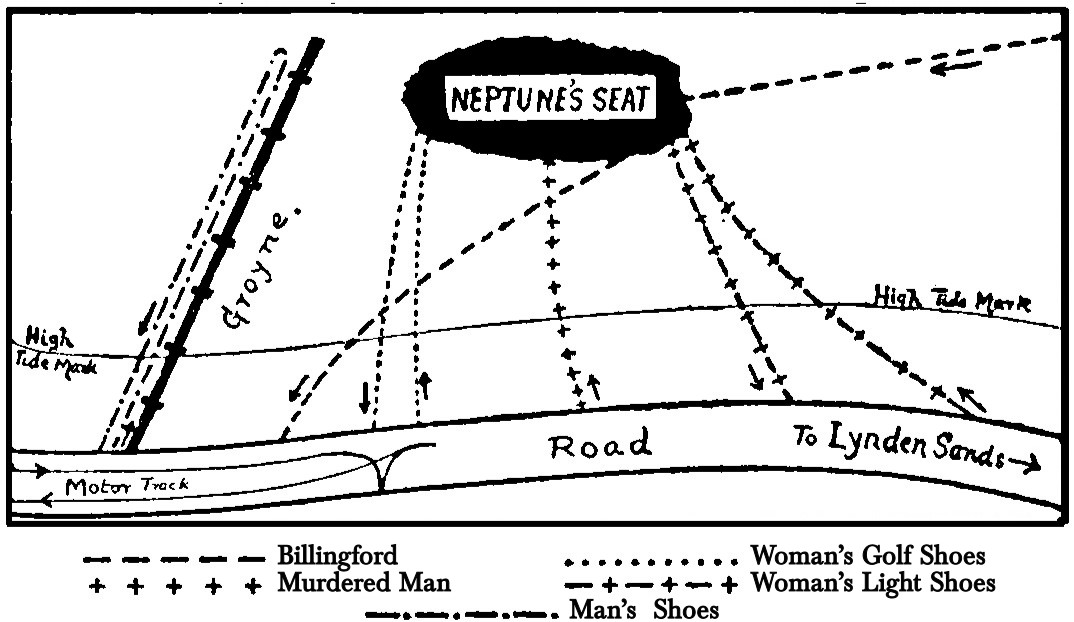 NEPTUNE'S SEAT
Groyne.
High Tide Mark
High
Tide Mark
Road
To Lynden Sands
Motor Track
Billingford
Woman's Golf Shoes
Murdered Man
Woman's Light Shoes
Man's Shoes